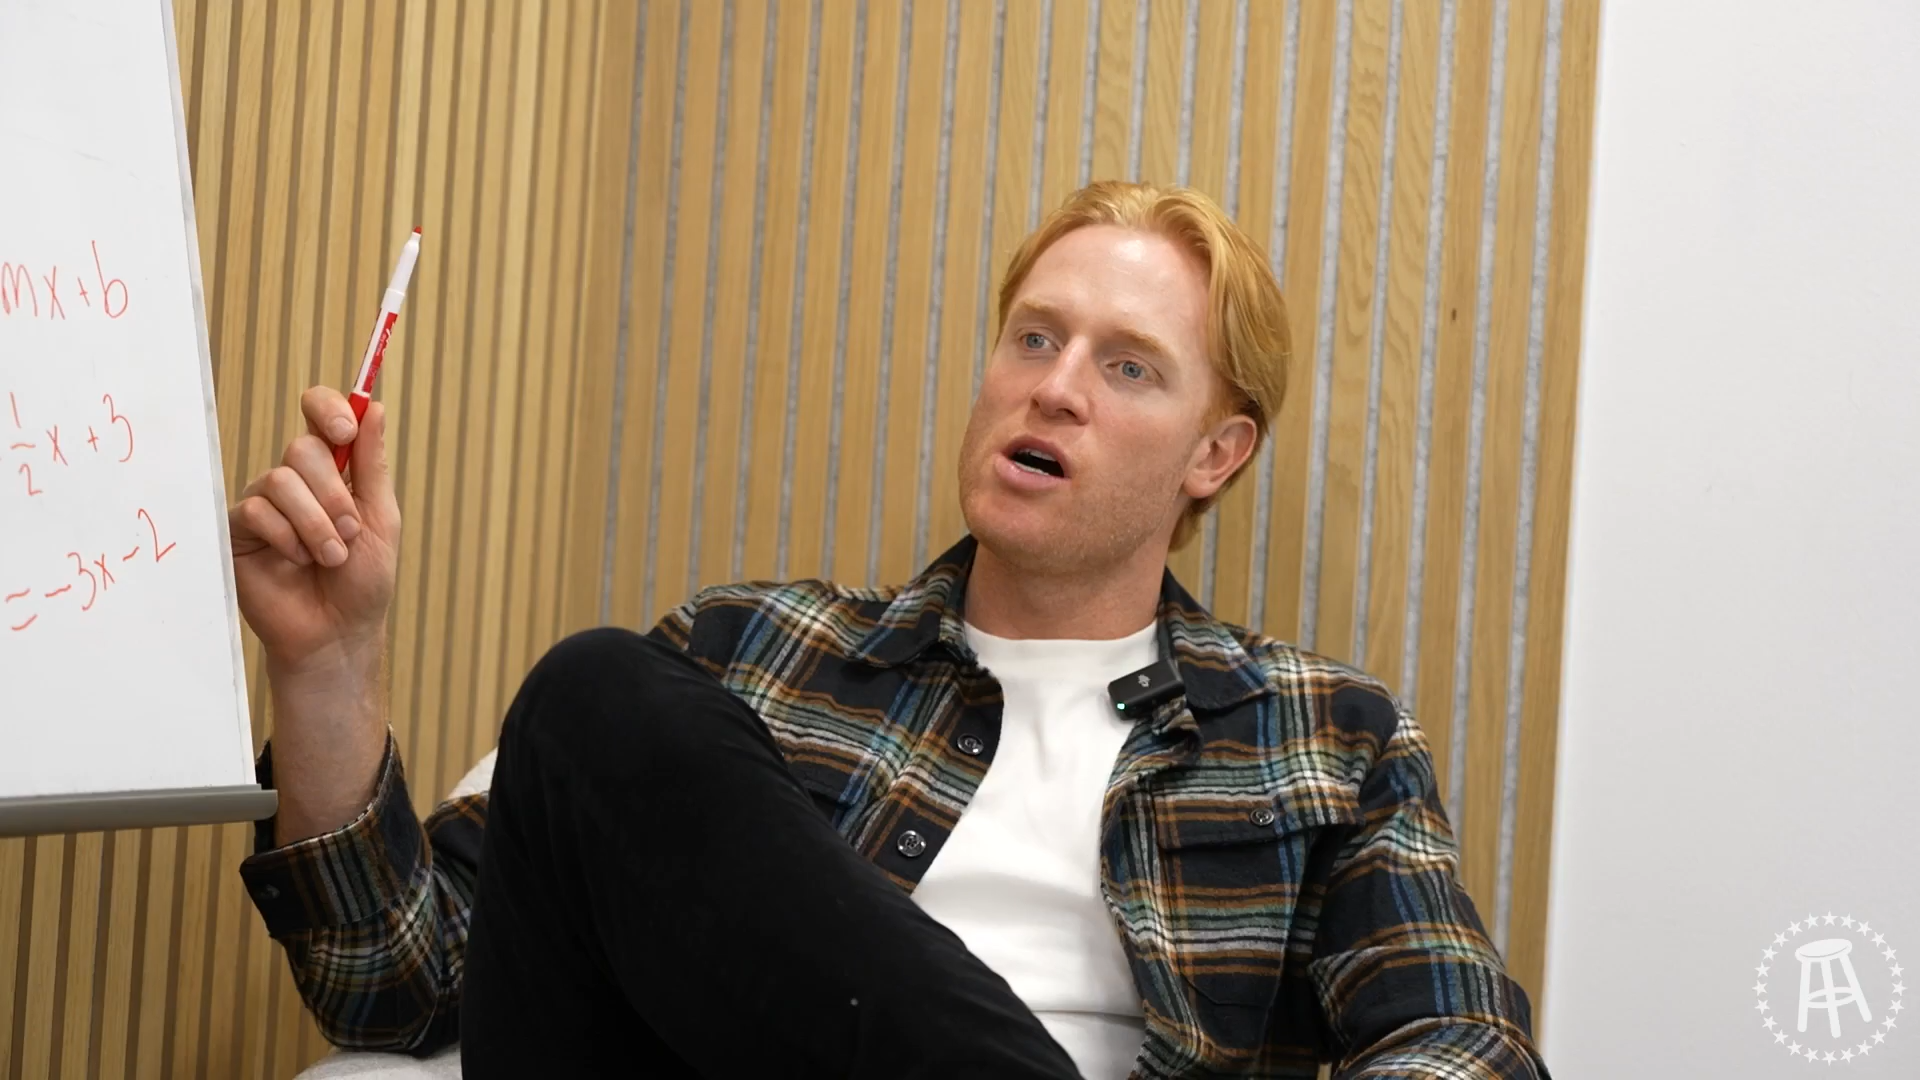 mx+b
1/2 x + 3
= -3x-2